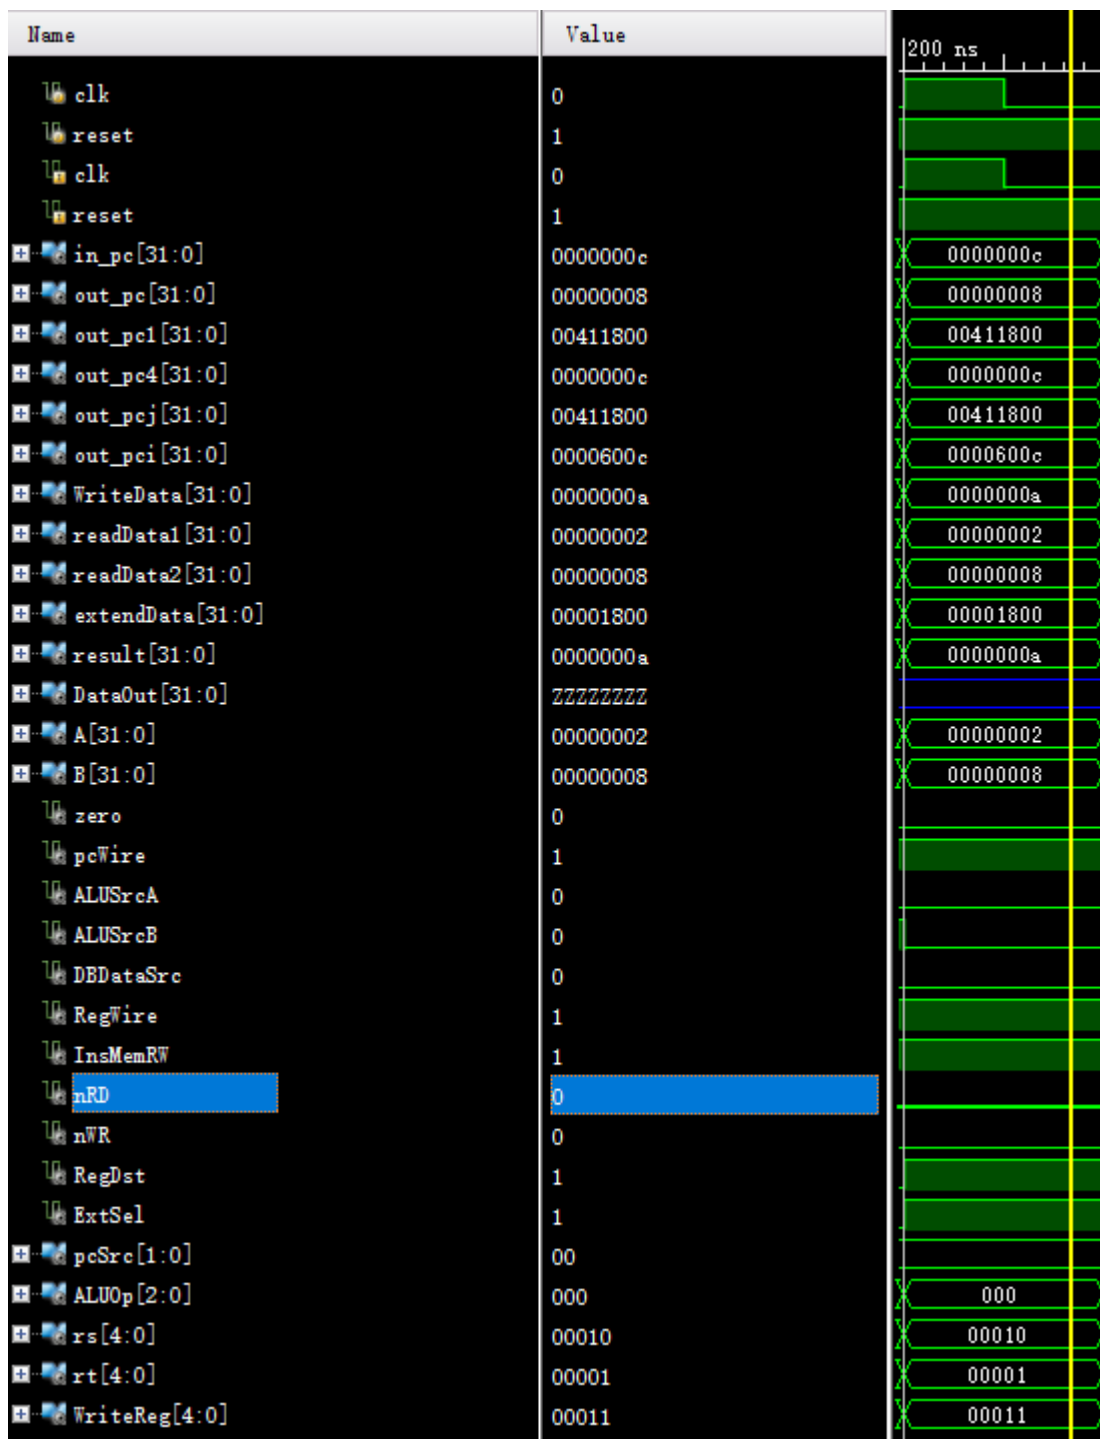 Name Value 200 ns
clk 0
reset 1
clk 0
reset 1
in_pc[31:0] 0000000c 0000000c
out_pc[31:0] 00000008 00000008
out_pc1[31:0] 00411800 00411800
out_pc4[31:0] 0000000c 0000000c
out_pcj[31:0] 00411800 00411800
out_pci[31:0] 0000600c 0000600c
WriteData[31:0] 0000000a 0000000a
readData1[31:0] 00000002 00000002
readData2[31:0] 00000008 00000008
extendData[31:0] 00001800 00001800
result[31:0] 0000000a 0000000a
DataOut[31:0] ZZZZZZZZ
A[31:0] 00000002 00000002
B[31:0] 00000008 00000008
zero 0
pcWire 1
ALUSrcA 0
ALUSrcB 0
DBDataSrc 0
RegWire 1
InsMemRW 1
nRD 0
nWR 0
RegDst 1
ExtSel 1
pcSrc[1:0] 00
ALUOp[2:0] 000 000
rs[4:0] 00010 00010
rt[4:0] 00001 00001
WriteReg[4:0] 00011 00011